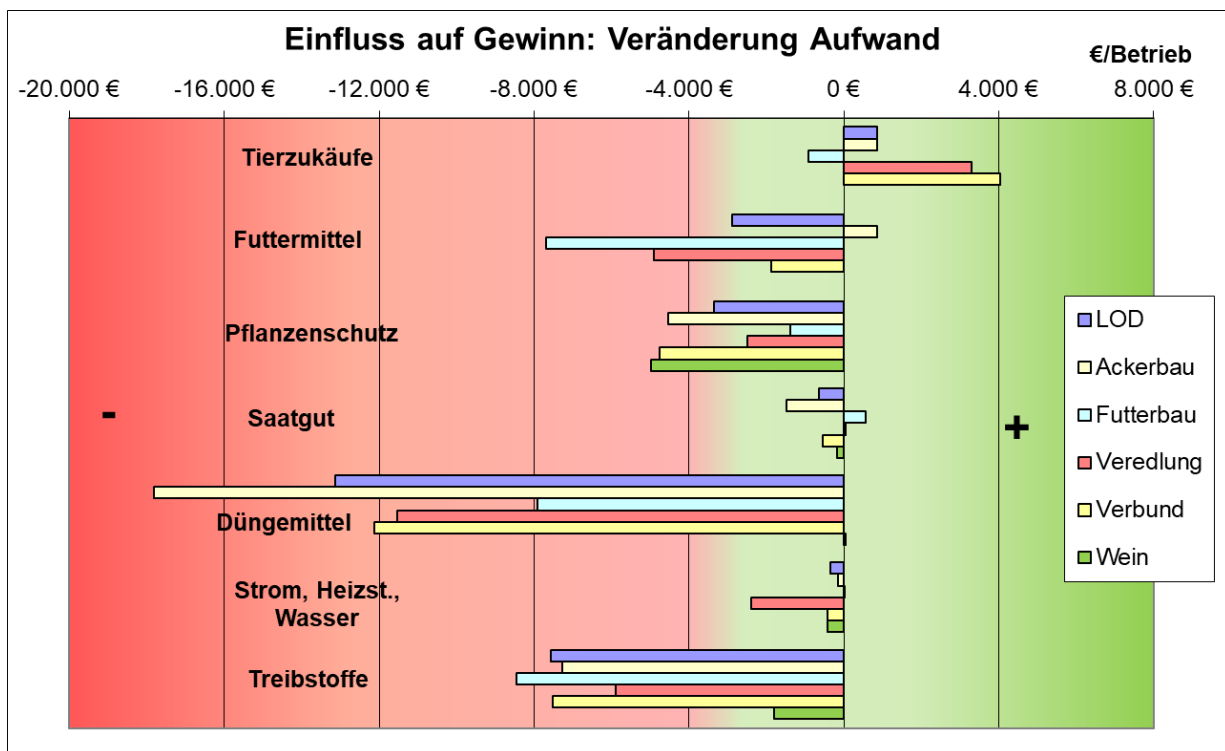 Einfluss auf Gewinn: Veränderung Aufwand
€/Betrieb
-20.000 € -16.000 € -12.000 € -8.000 € -4.000 € 0 € 4.000 € 8.000 €
Tierzukäufe
Futtermittel
Pflanzenschutz
Saatgut
Düngemittel
Strom, Heizst.,
Wasser
Treibstoffe
-
+
LOD
Ackerbau
Futterbau
Veredlung
Verbund
Wein